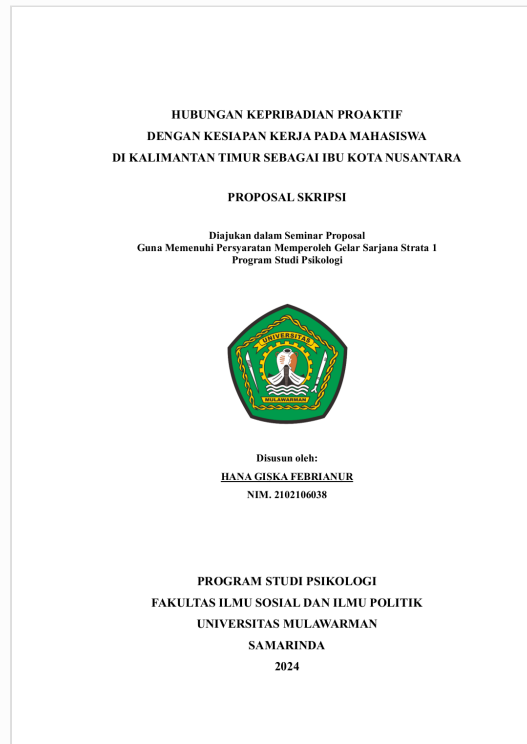 HUBUNGAN KEPRIBADIAN PROAKTIF
DENGAN KESIAPAN KERJA PADA MAHASISWA
DI KALIMANTAN TIMUR SEBAGAI IBU KOTA NUSANTARA
PROPOSAL SKRIPSI
Diajukan dalam Seminar Proposal
Guna Memenuhi Persyaratan Memperoleh Gelar Sarjana Strata 1
Program Studi Psikologi
UNIVERSITAS
MULAWARMAN
Disusun oleh:
HANA GISKA FEBRIANUR
NIM. 2102106038
PROGRAM STUDI PSIKOLOGI
FAKULTAS ILMU SOSIAL DAN ILMU POLITIK
UNIVERSITAS MULAWARMAN
SAMARINDA
2024